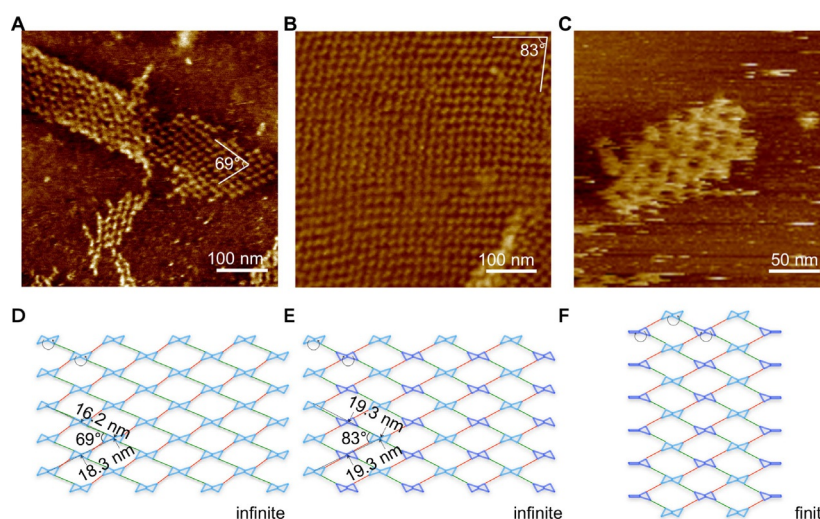 A
B
C
69°
83°
100 nm
100 nm
50 nm
D
E
F
16.2 nm
69°
18.3 nm
19.3 nm
83°
19.3 nm
infinite
infinite
finit